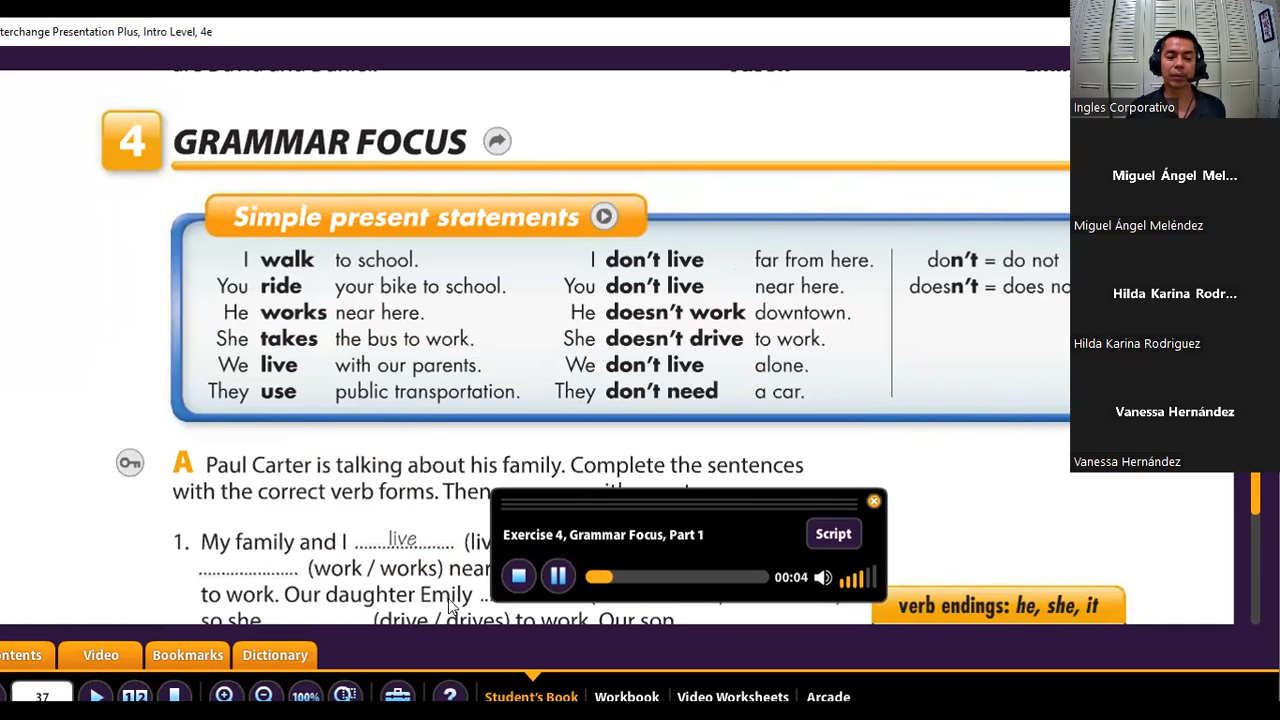 nterchange Presentation Plus, Intro Level, 4e
4 GRAMMAR FOCUS
Simple present statements
I walk to school. I don't live far from here. don't = do not
You ride your bike to school. You don't live near here. doesn't = does no
He works near here. He doesn't work downtown.
She takes the bus to work. She doesn't drive to work.
We live with our parents. We don't live alone.
They use public transportation. They don't need a car.
A Paul Carter is talking about his family. Complete the sentences
with the correct verb forms. Then
1. My family and I live (liv
(work / works) near
to work. Our daughter Emily
so she (drive / drives) to work. Our son
Exercise 4, Grammar Focus, Part 1
Script
00:04
verb endings: he, she, it
ntents
Video
Bookmarks
Dictionary
37
100%
?
Student's Book
Workbook
Video Worksheets
Arcade
Ingles Corporativo
Miguel Ángel Mel...
Miguel Ángel Meléndez
Hilda Karina Rodr...
Hilda Karina Rodriguez
Vanessa Hernández
Vanessa Hernández